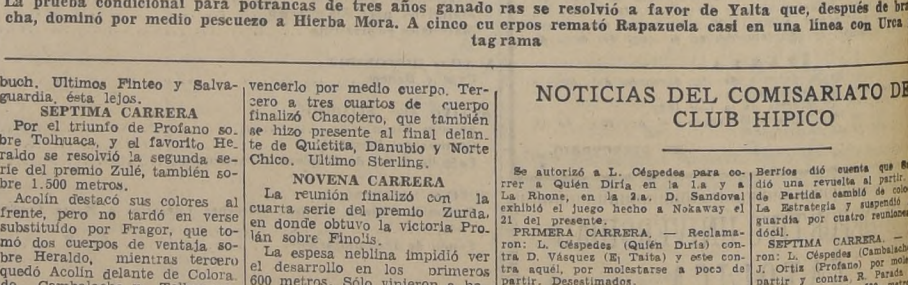 La prueba condicional para potrancas de tres años ganado ras se resolvió a favor de Yalta que, después de
cha, dominó por medio pescuezo a Hierba Mora. A cinco cu erpos remató Rapazuela casi en una línea con Urca
tag rama
buch. Ultimos Finteo y Salva-
guardia, ésta lejos.
SEPTIMA CARRERA
Por el triunfo de Profano so-
bre Tolhuaca, y el favorito He-
raldo se resolvió la segunda se-
rie del premio Zulé, también so-
bre 1.500 metros.
Acolín destacó sus colores al
frente, pero no tardó en verse
substituído por Fragor, que to-
mó dos cuerpos de ventaja so-
bre Heraldo, mientras tercero
quedó Acolín delante de Colora-
vencerlo por medio cuerpo. Ter-
cero a tres cuartos de cuerpo
finalizó Chacotero, que también
se hizo presente al final delan-
te de Quietita, Danubio y Norte
Chico. Ultimo Sterling.
NOVENA CARRERA
La reunión finalizó con la
cuarta serie del premio Zurda,
en donde obtuvo la victoria Pro-
lán sobre Finolis.
La espesa neblina impidió ver
el desarrollo en los primeros
600 metros. Sólo vinieron a
NOTICIAS DEL COMISARIATO DE
CLUB HIPICO
Se autorizó a L. Céspedes para co-
rrer a Quién Diría en la 1.a y a
La Rhone, en la 2.a. D. Sandoval
exhibió el juego hecho a Nokaway el
21 del presente.
PRIMERA CARRERA. — Reclama-
ron: L. Céspedes (Quién Diría) con-
tra D. Vásquez (El Taita) y este con-
tra aquél, por molestarse a poco de
partir. Desestimados.
Berrios dió cuenta que
dió una revuelta al partir.
de Partida cambió de
La Estrategia y suspendió
guardia por cuatro reuniones
dócil.
SEPTIMA CARRERA. —
ron: L. Céspedes
J. Ortiz (Profano) por
partir y contra R. Parada